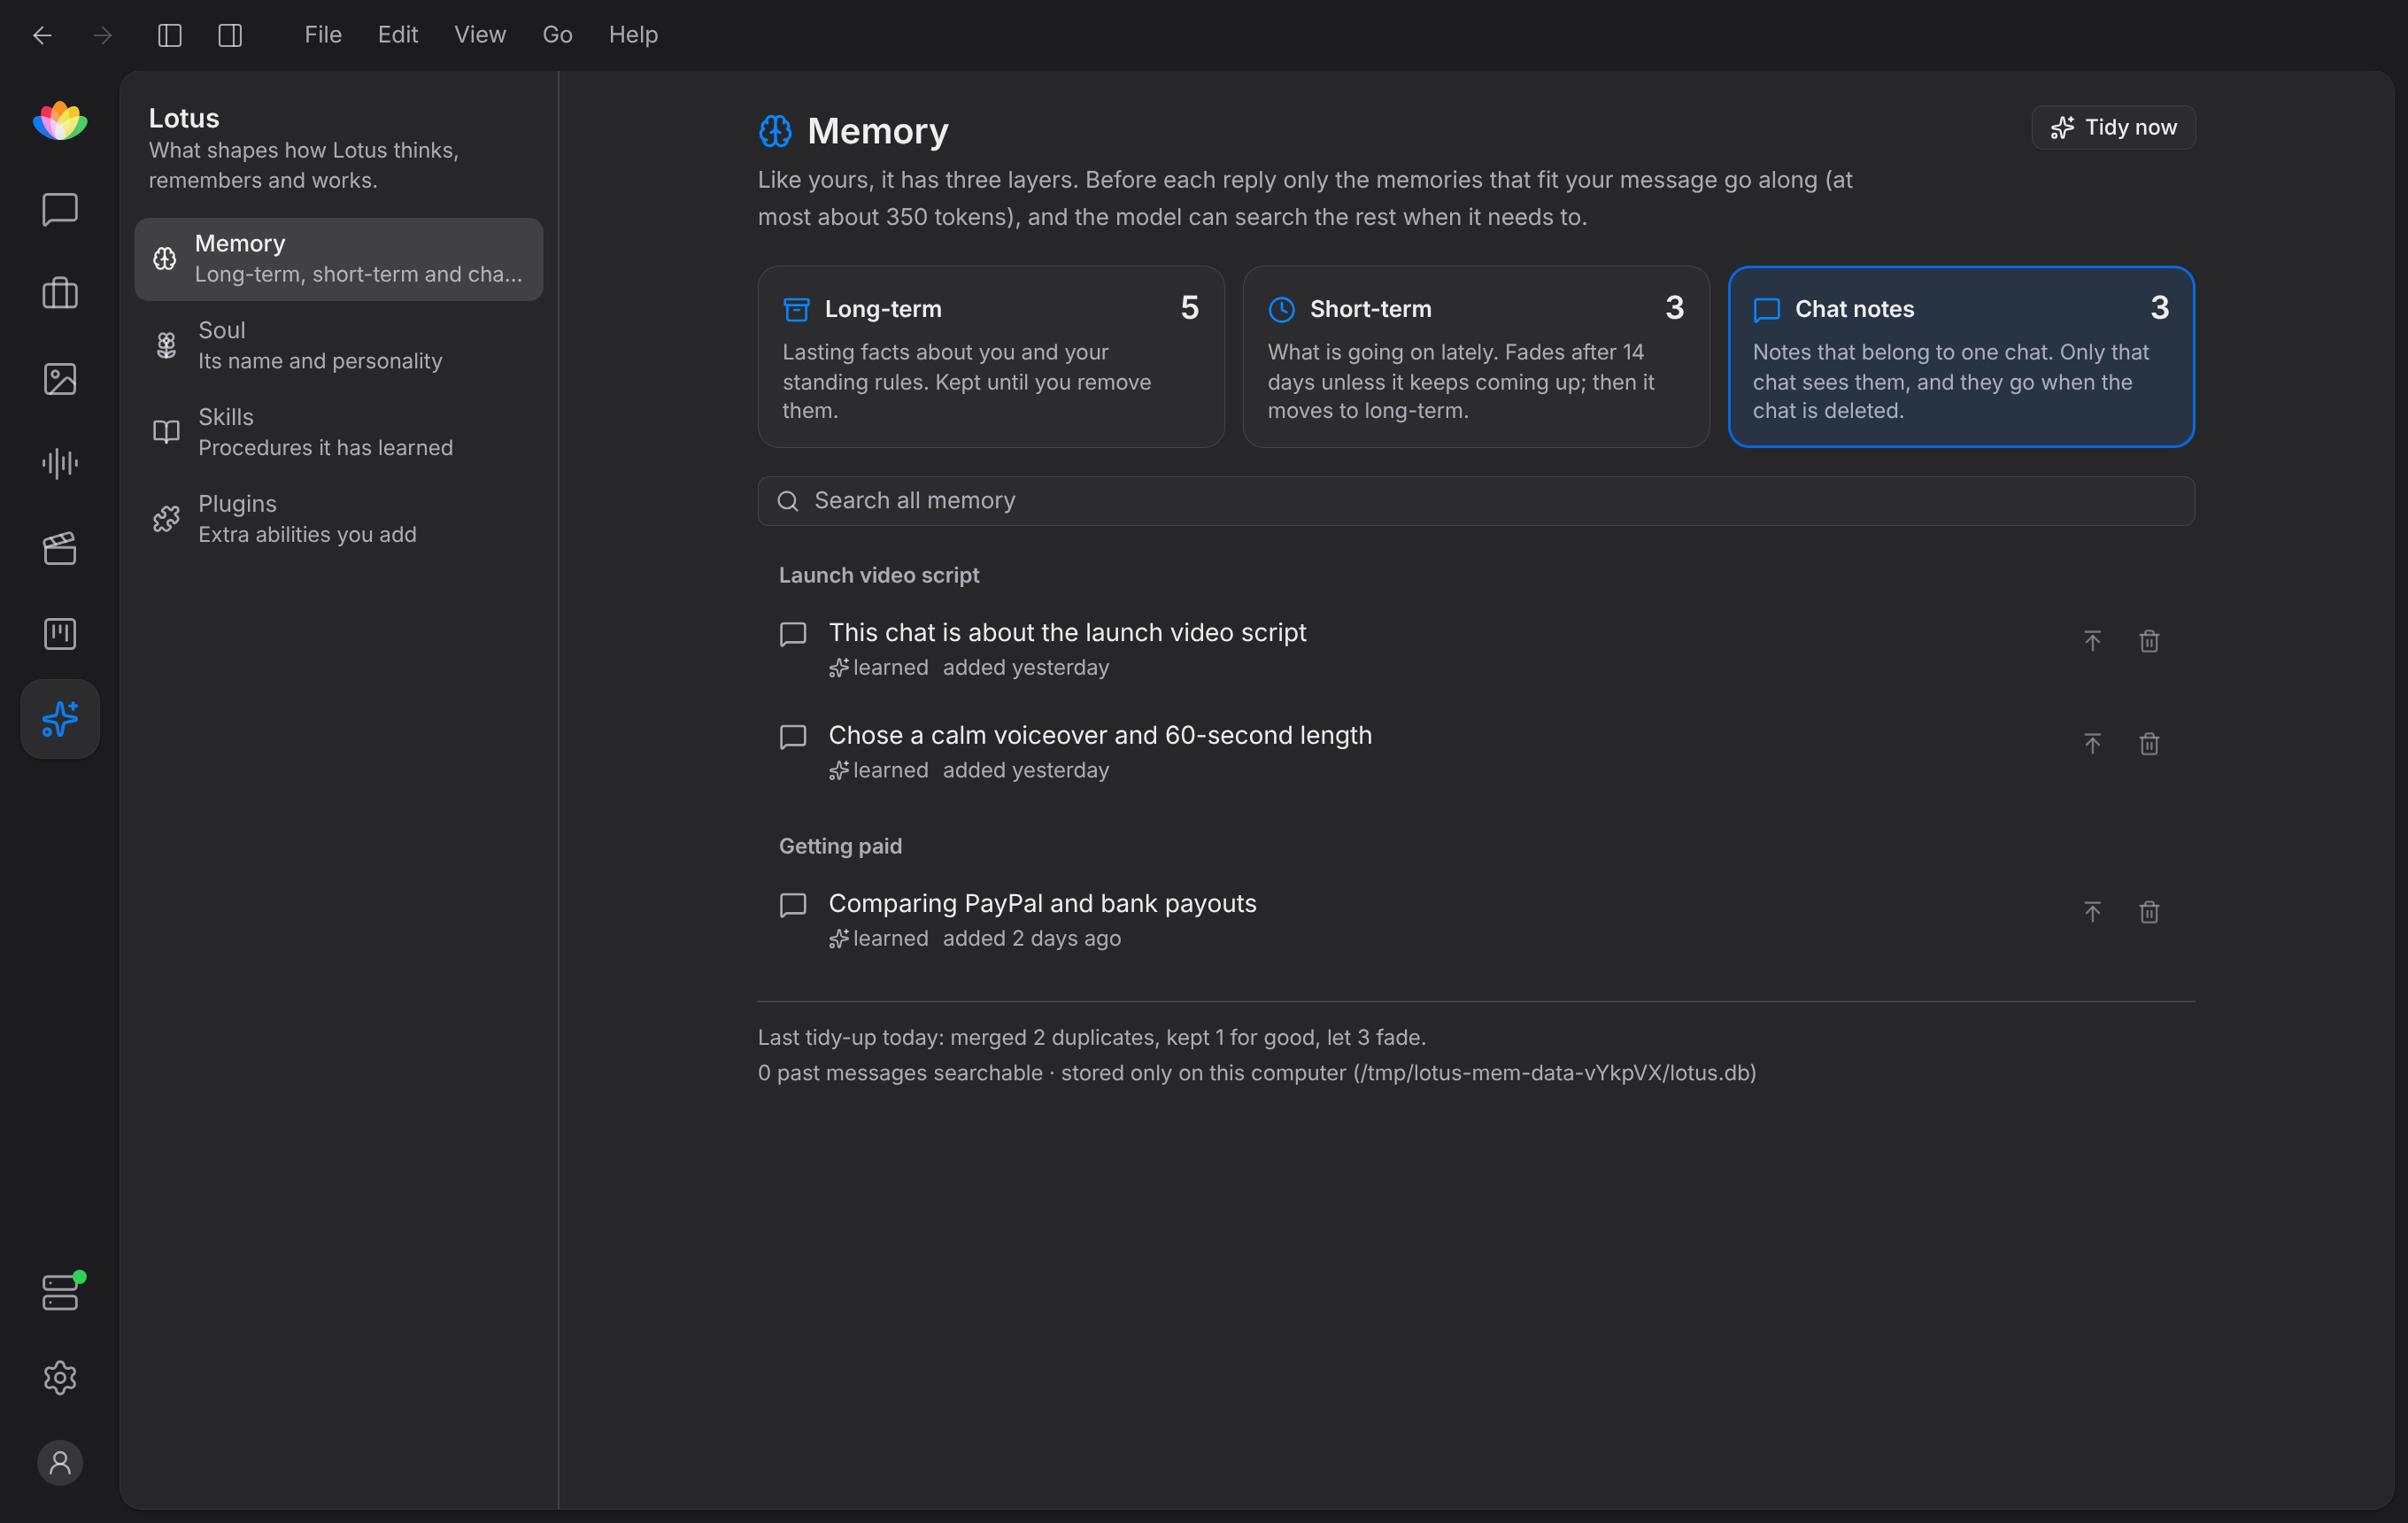 File Edit View Go Help
Lotus
What shapes how Lotus thinks,
remembers and works.
Memory
Long-term, short-term and cha...
Soul
Its name and personality
Skills
Procedures it has learned
Plugins
Extra abilities you add
Memory
Tidy now
Like yours, it has three layers. Before each reply only the memories that fit your message go along (at
most about 350 tokens), and the model can search the rest when it needs to.
Long-term 5
Lasting facts about you and your
standing rules. Kept until you remove
them.
Short-term 3
What is going on lately. Fades after 14
days unless it keeps coming up; then it
moves to long-term.
Chat notes 3
Notes that belong to one chat. Only that
chat sees them, and they go when the
chat is deleted.
Search all memory
Launch video script
This chat is about the launch video script
learned added yesterday
Chose a calm voiceover and 60-second length
learned added yesterday
Getting paid
Comparing PayPal and bank payouts
learned added 2 days ago
Last tidy-up today: merged 2 duplicates, kept 1 for good, let 3 fade.
0 past messages searchable · stored only on this computer (/tmp/lotus-mem-data-vYkpVX/lotus.db)